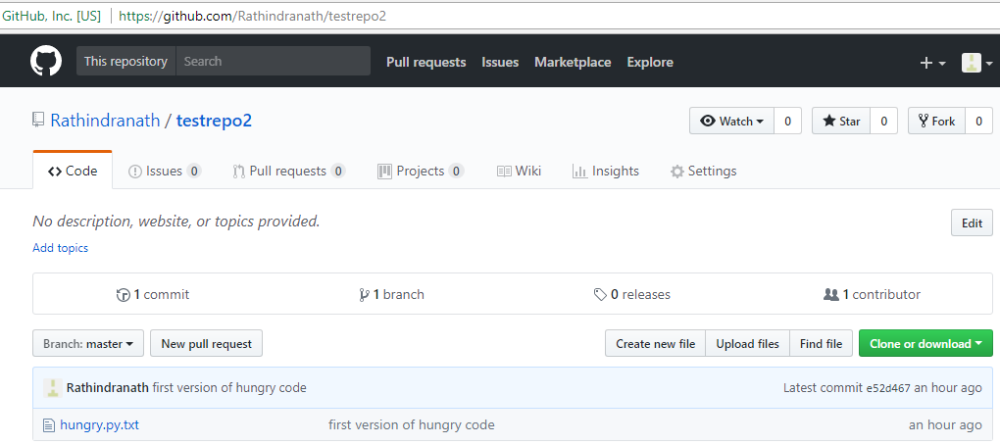 GitHub, Inc. [US] https://github.com/Rathindranath/testrepo2
This repository Search Pull requests Issues Marketplace Explore
Rathindranath / testrepo2 Watch 0 Star 0 Fork 0
Code Issues 0 Pull requests 0 Projects 0 Wiki Insights Settings
No description, website, or topics provided. Edit
Add topics
1 commit 1 branch 0 releases 1 contributor
Branch: master New pull request Create new file Upload files Find file Clone or download
Rathindranath first version of hungry code Latest commit e52d467 an hour ago
hungry.py.txt first version of hungry code an hour ago